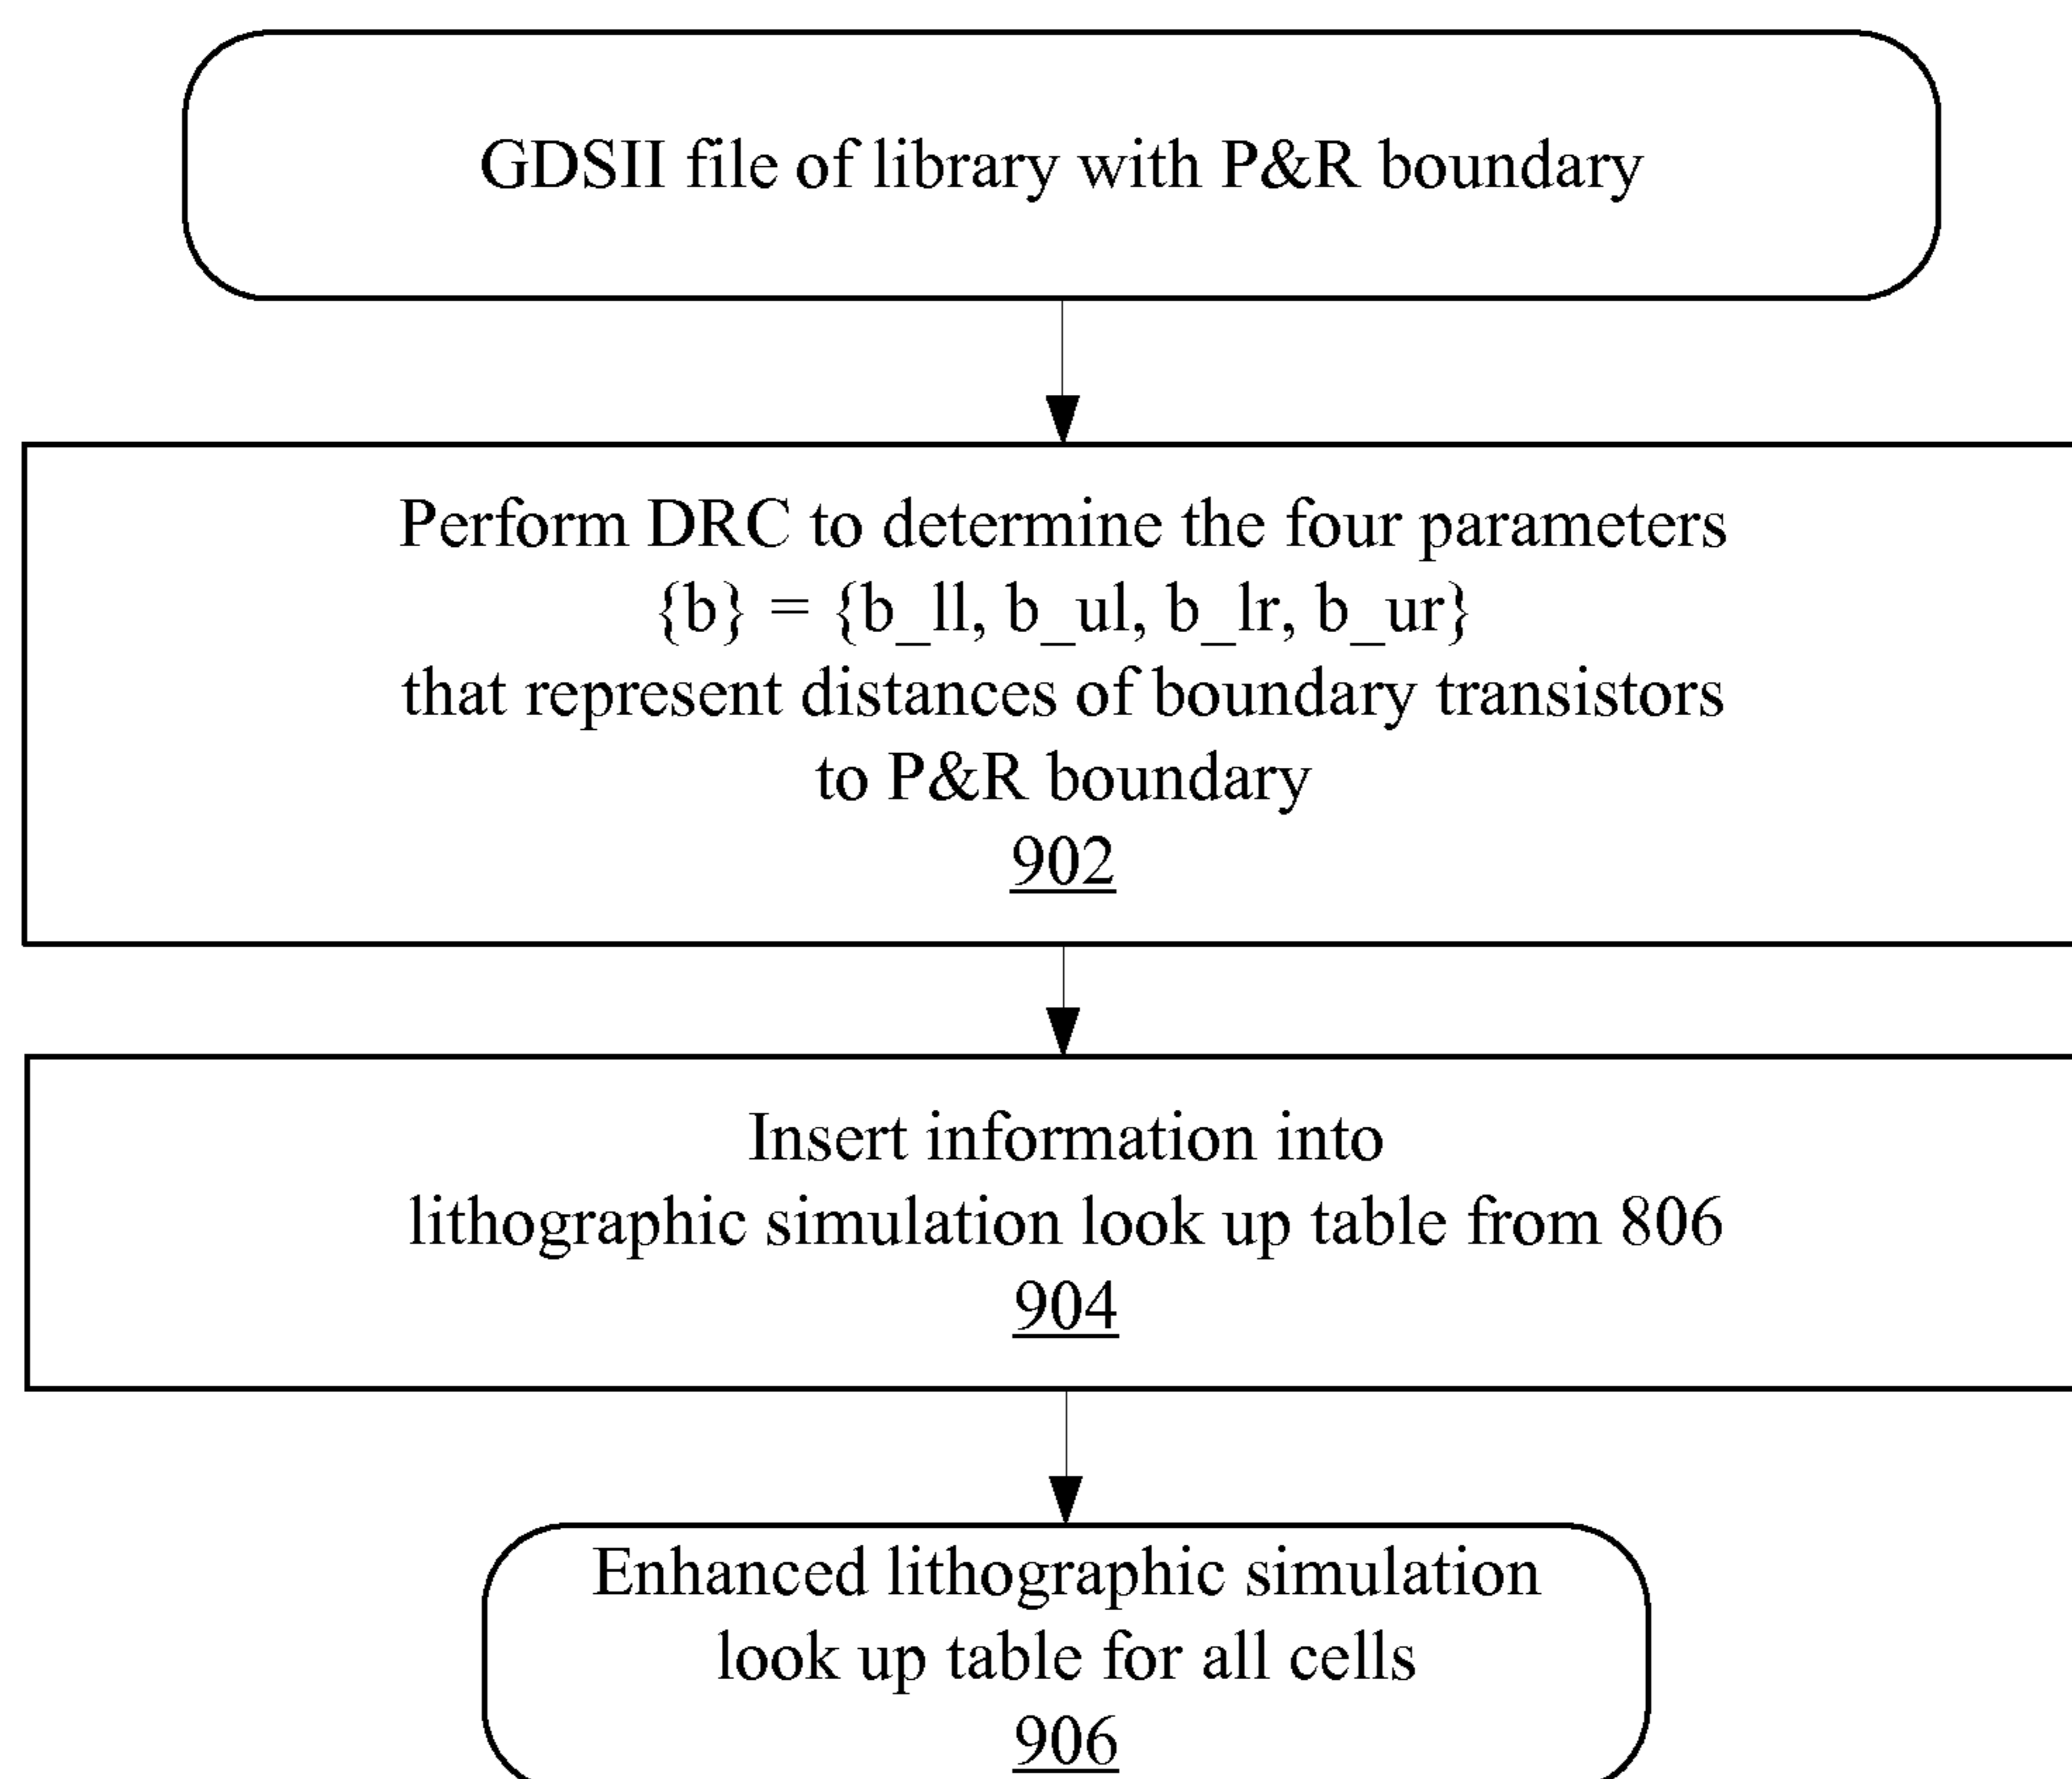 GDSII file of library with P&R boundary
Perform DRC to determine the four parameters
{b} = {b_ll, b_ul, b_lr, b_ur}
that represent distances of boundary transistors
to P&R boundary
902
Insert information into
lithographic simulation look up table from 806
904
Enhanced lithographic simulation
look up table for all cells
906